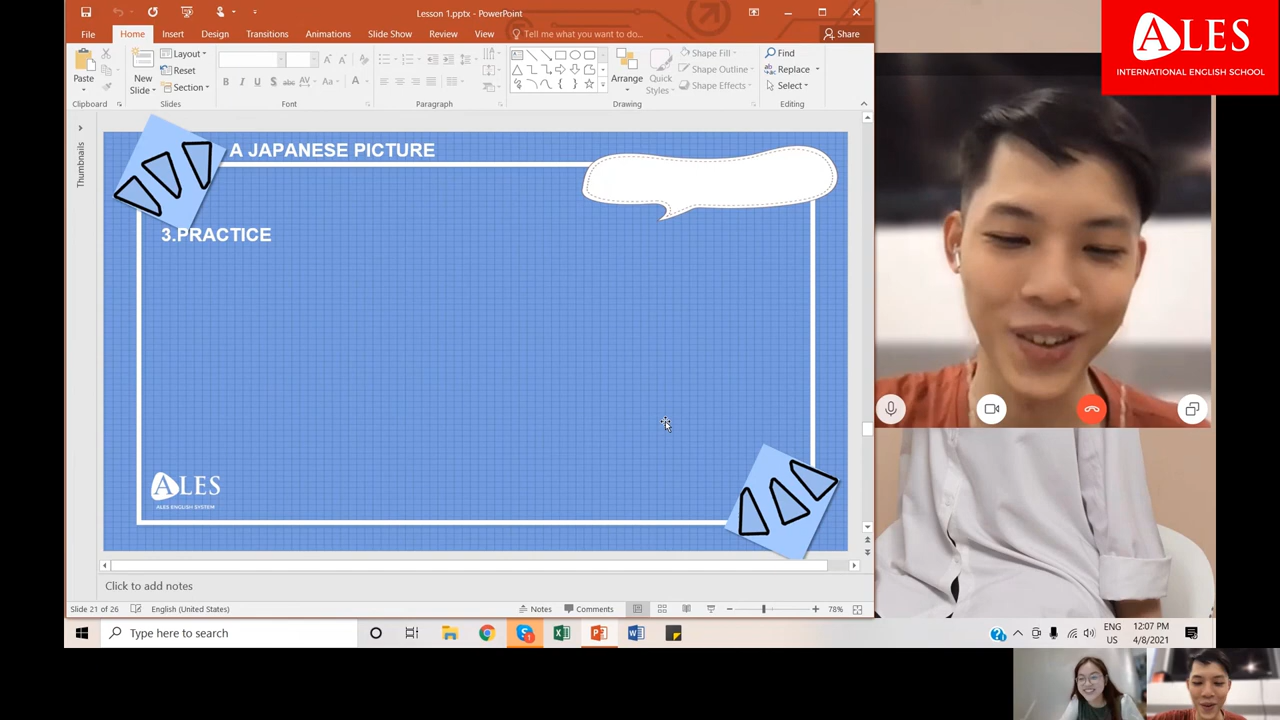 Lesson 1.pptx - PowerPoint
File Home Insert Design Transitions Animations Slide Show Review View Tell me what you want to do... Share
Paste
New
Slide
Layout
Reset
Section
B I U S abc AV Aa A
Shape Fill
Shape Outline
Shape Effects
Arrange
Quick
Styles
Find
Replace
Select
Clipboard Slides Font Paragraph Drawing Editing
Thumbnails
A JAPANESE PICTURE
3.PRACTICE
ALES
ALES ENGLISH SYSTEM
Click to add notes
Slide 21 of 26 English (United States) Notes Comments 78%
Type here to search
ENG
US
12:07 PM
4/8/2021
ALES
INTERNATIONAL ENGLISH SCHOOL